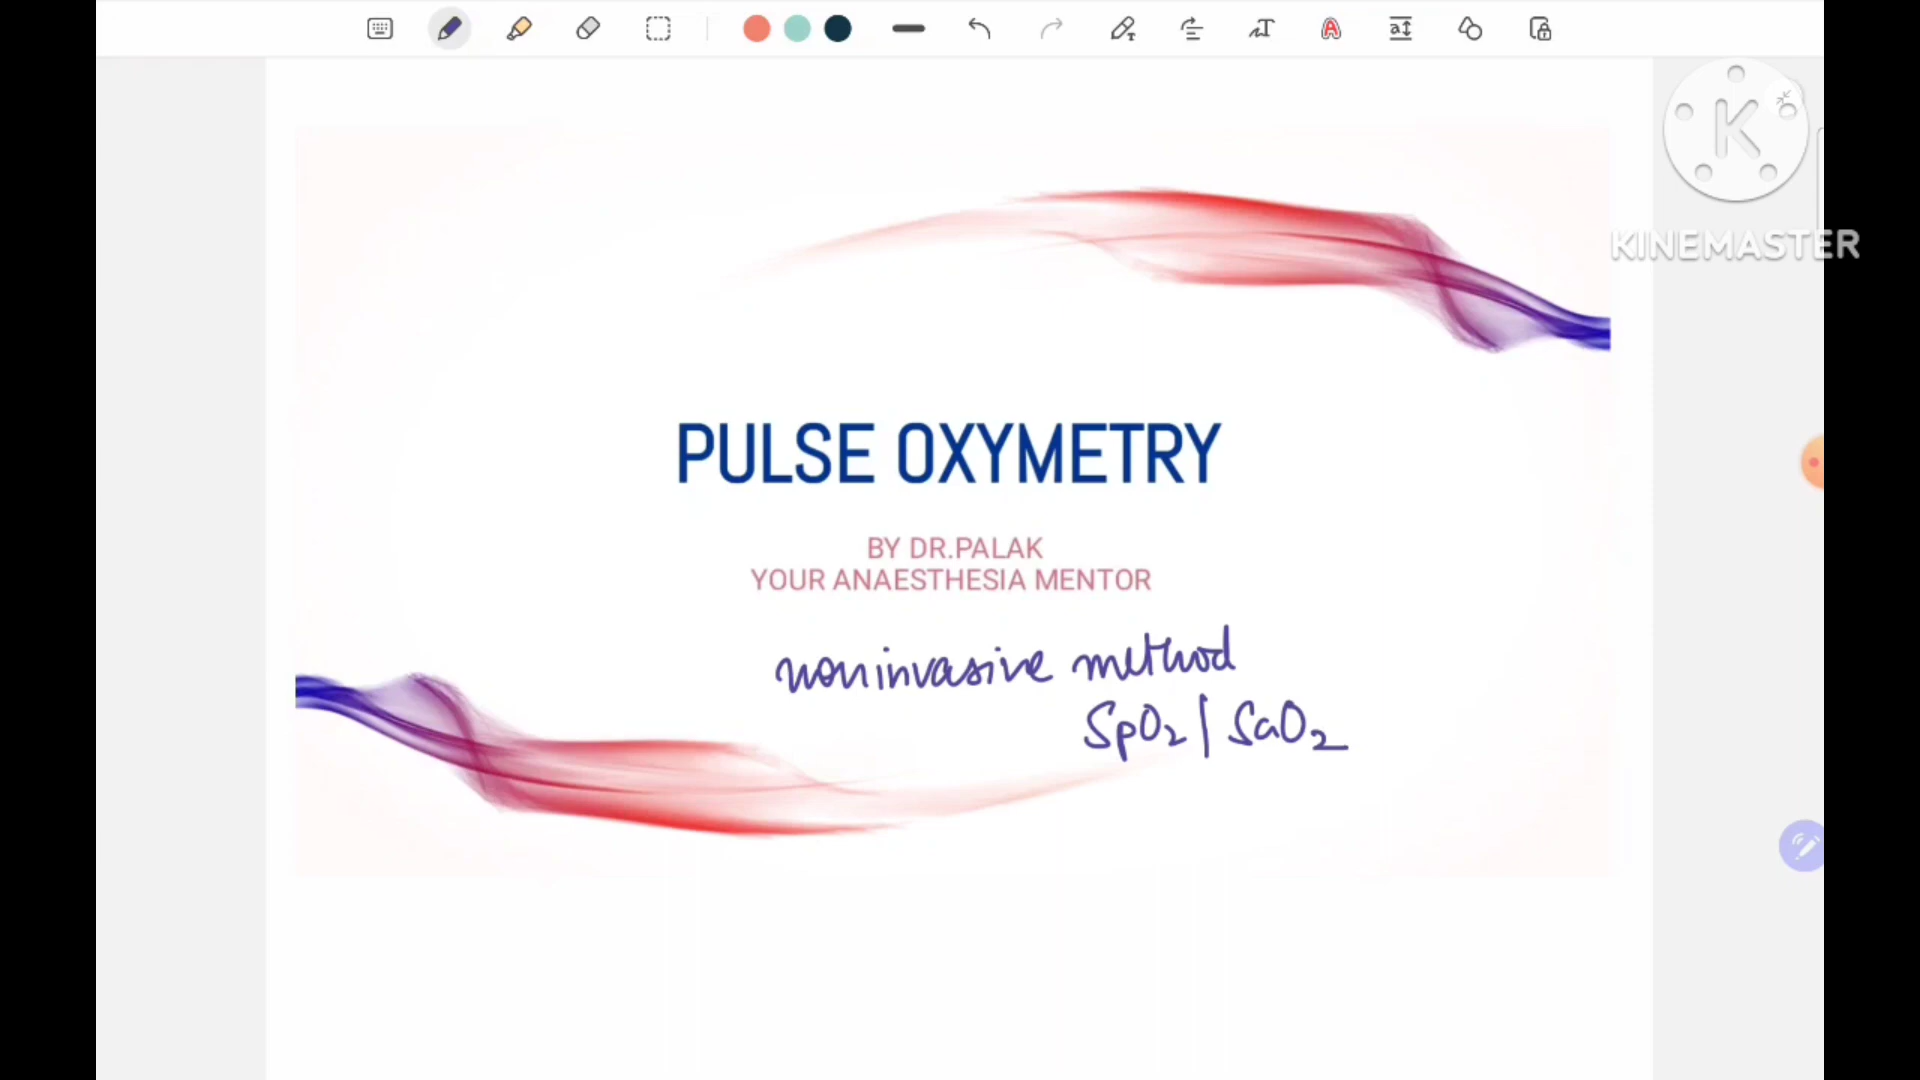 K
KINEMASTER
PULSE OXYMETRY
BY DR.PALAK
YOUR ANAESTHESIA MENTOR
noninvasive method
SpO₂ | SaO₂